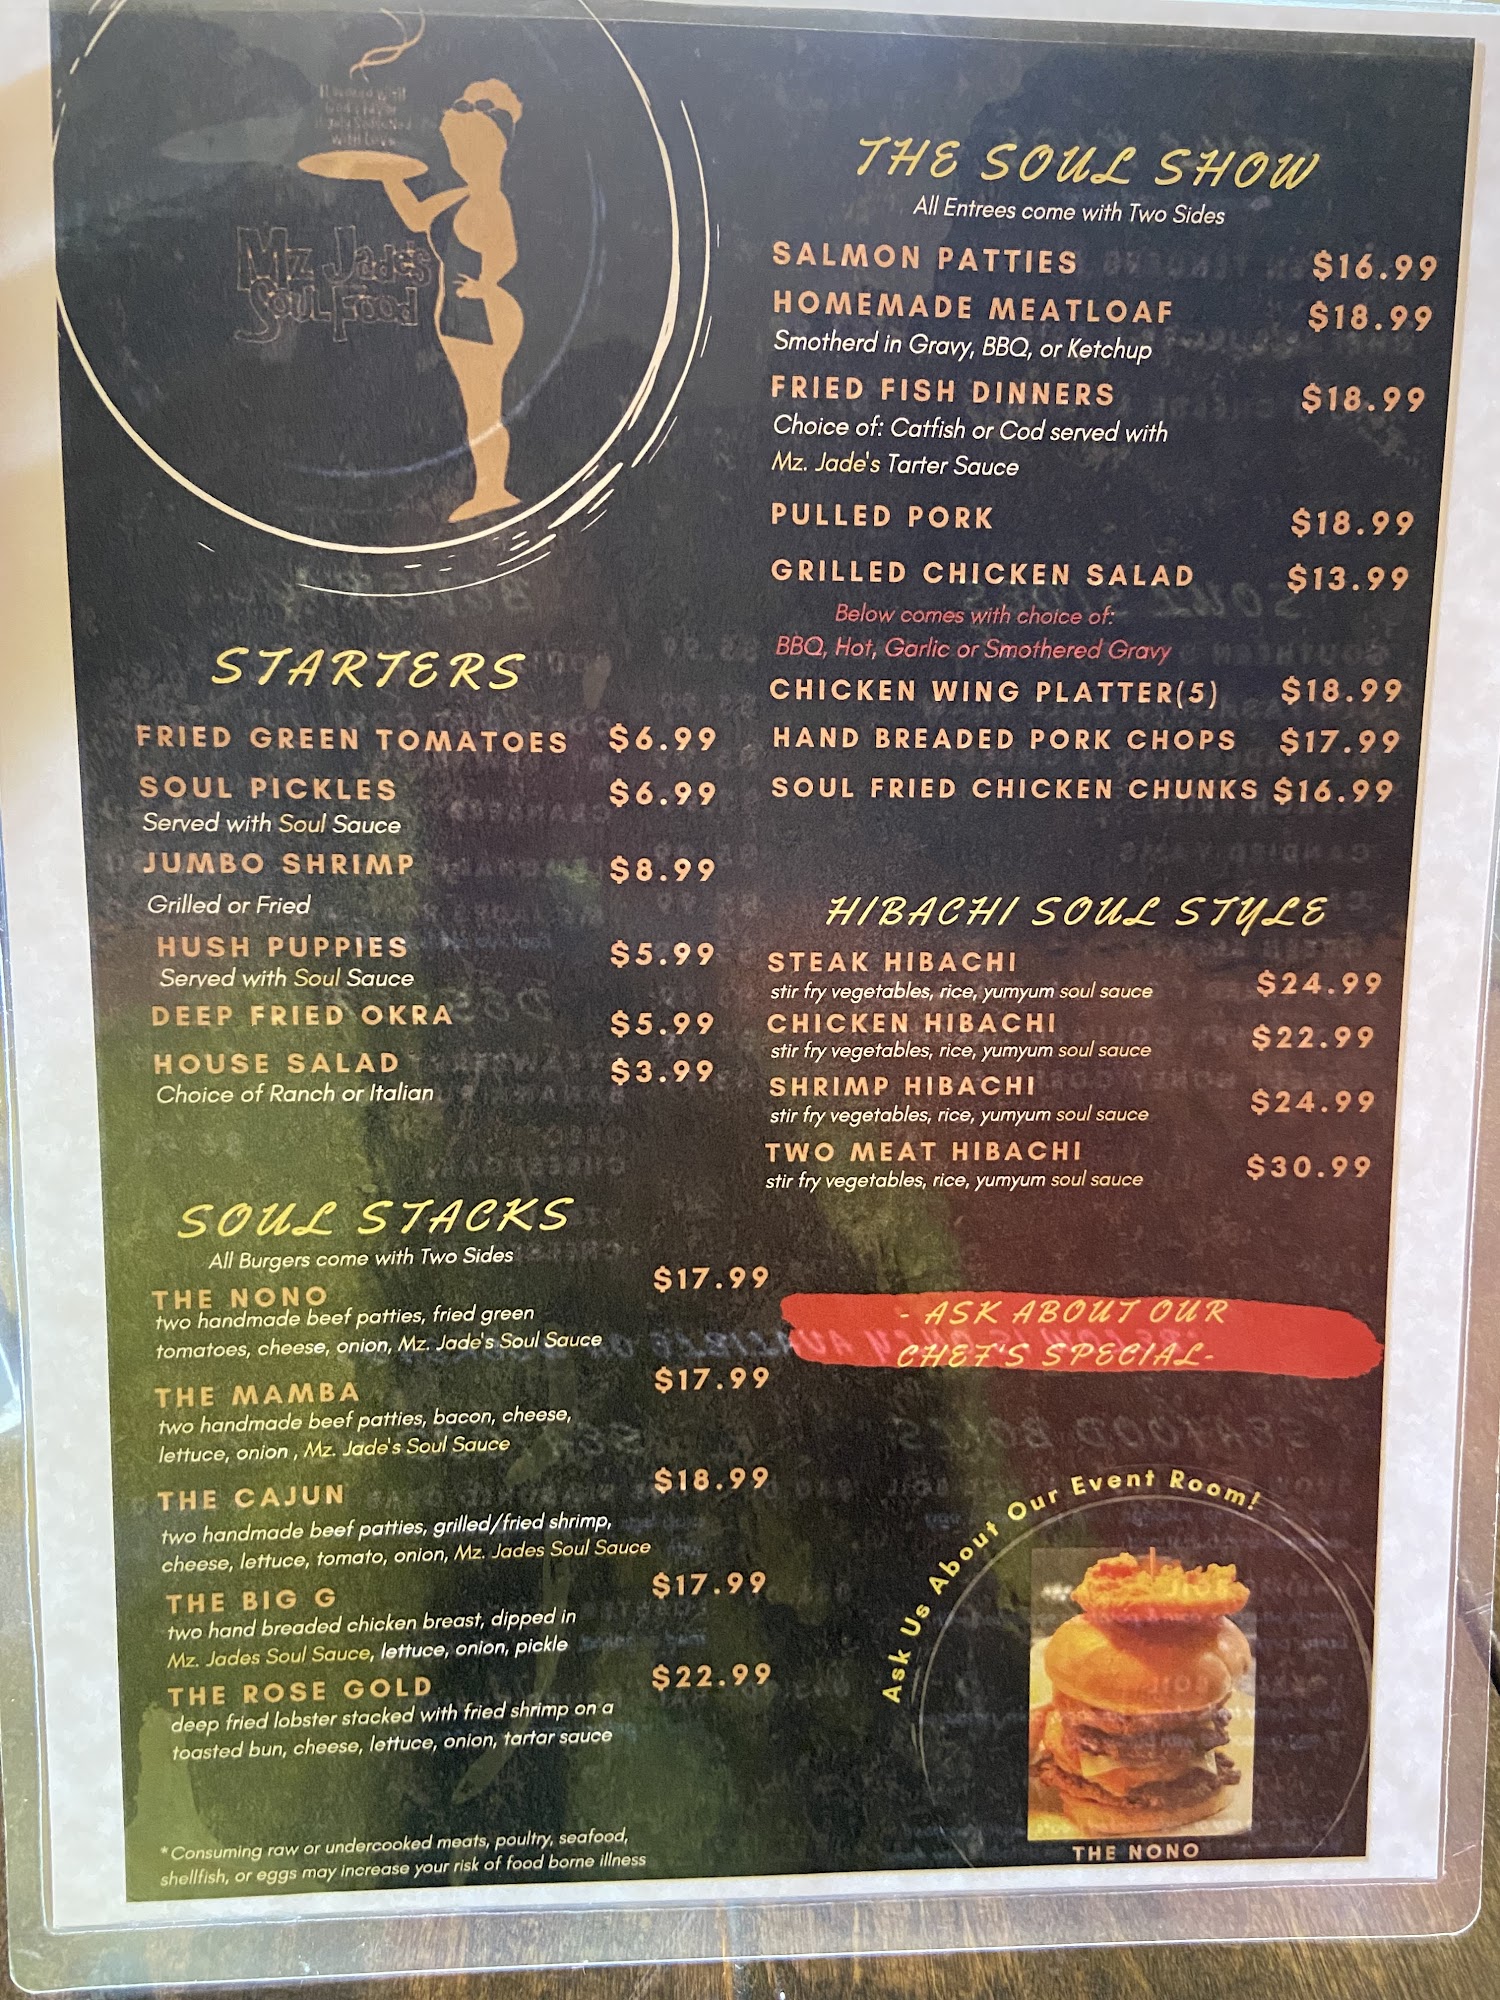 Mz Jade's
Soul Food
STARTERS
FRIED GREEN TOMATOES $6.99
SOUL PICKLES $6.99
Served with Soul Sauce
JUMBO SHRIMP $8.99
Grilled or Fried
HUSH PUPPIES $5.99
Served with Soul Sauce
DEEP FRIED OKRA $5.99
HOUSE SALAD $3.99
Choice of Ranch or Italian
SOUL STACKS
All Burgers come with Two Sides
THE NONO $17.99
two handmade beef patties, fried green
tomatoes, cheese, onion, Mz. Jade's Soul Sauce
THE MAMBA $17.99
two handmade beef patties, bacon, cheese,
lettuce, onion , Mz. Jade's Soul Sauce
THE CAJUN $18.99
two handmade beef patties, grilled/fried shrimp,
cheese, lettuce, tomato, onion, Mz. Jades Soul Sauce
THE BIG G $17.99
two hand breaded chicken breast, dipped in
Mz. Jades Soul Sauce, lettuce, onion, pickle
THE ROSE GOLD $22.99
deep fried lobster stacked with fried shrimp on a
toasted bun, cheese, lettuce, onion, tartar sauce
*Consuming raw or undercooked meats, poultry, seafood,
shellfish, or eggs may increase your risk of food borne illness
THE SOUL SHOW
All Entrees come with Two Sides
SALMON PATTIES $16.99
HOMEMADE MEATLOAF $18.99
Smotherd in Gravy, BBQ, or Ketchup
FRIED FISH DINNERS $18.99
Choice of: Catfish or Cod served with
Mz. Jade's Tarter Sauce
PULLED PORK $18.99
GRILLED CHICKEN SALAD $13.99
Below comes with choice of:
BBQ, Hot, Garlic or Smothered Gravy
CHICKEN WING PLATTER(5) $18.99
HAND BREADED PORK CHOPS $17.99
SOUL FRIED CHICKEN CHUNKS $16.99
HIBACHI SOUL STYLE
STEAK HIBACHI $24.99
stir fry vegetables, rice, yumyum soul sauce
CHICKEN HIBACHI $22.99
stir fry vegetables, rice, yumyum soul sauce
SHRIMP HIBACHI $24.99
stir fry vegetables, rice, yumyum soul sauce
TWO MEAT HIBACHI $30.99
stir fry vegetables, rice, yumyum soul sauce
- ASK ABOUT OUR
CHEF'S SPECIAL-
Ask Us About Our Event Room!
THE NONO